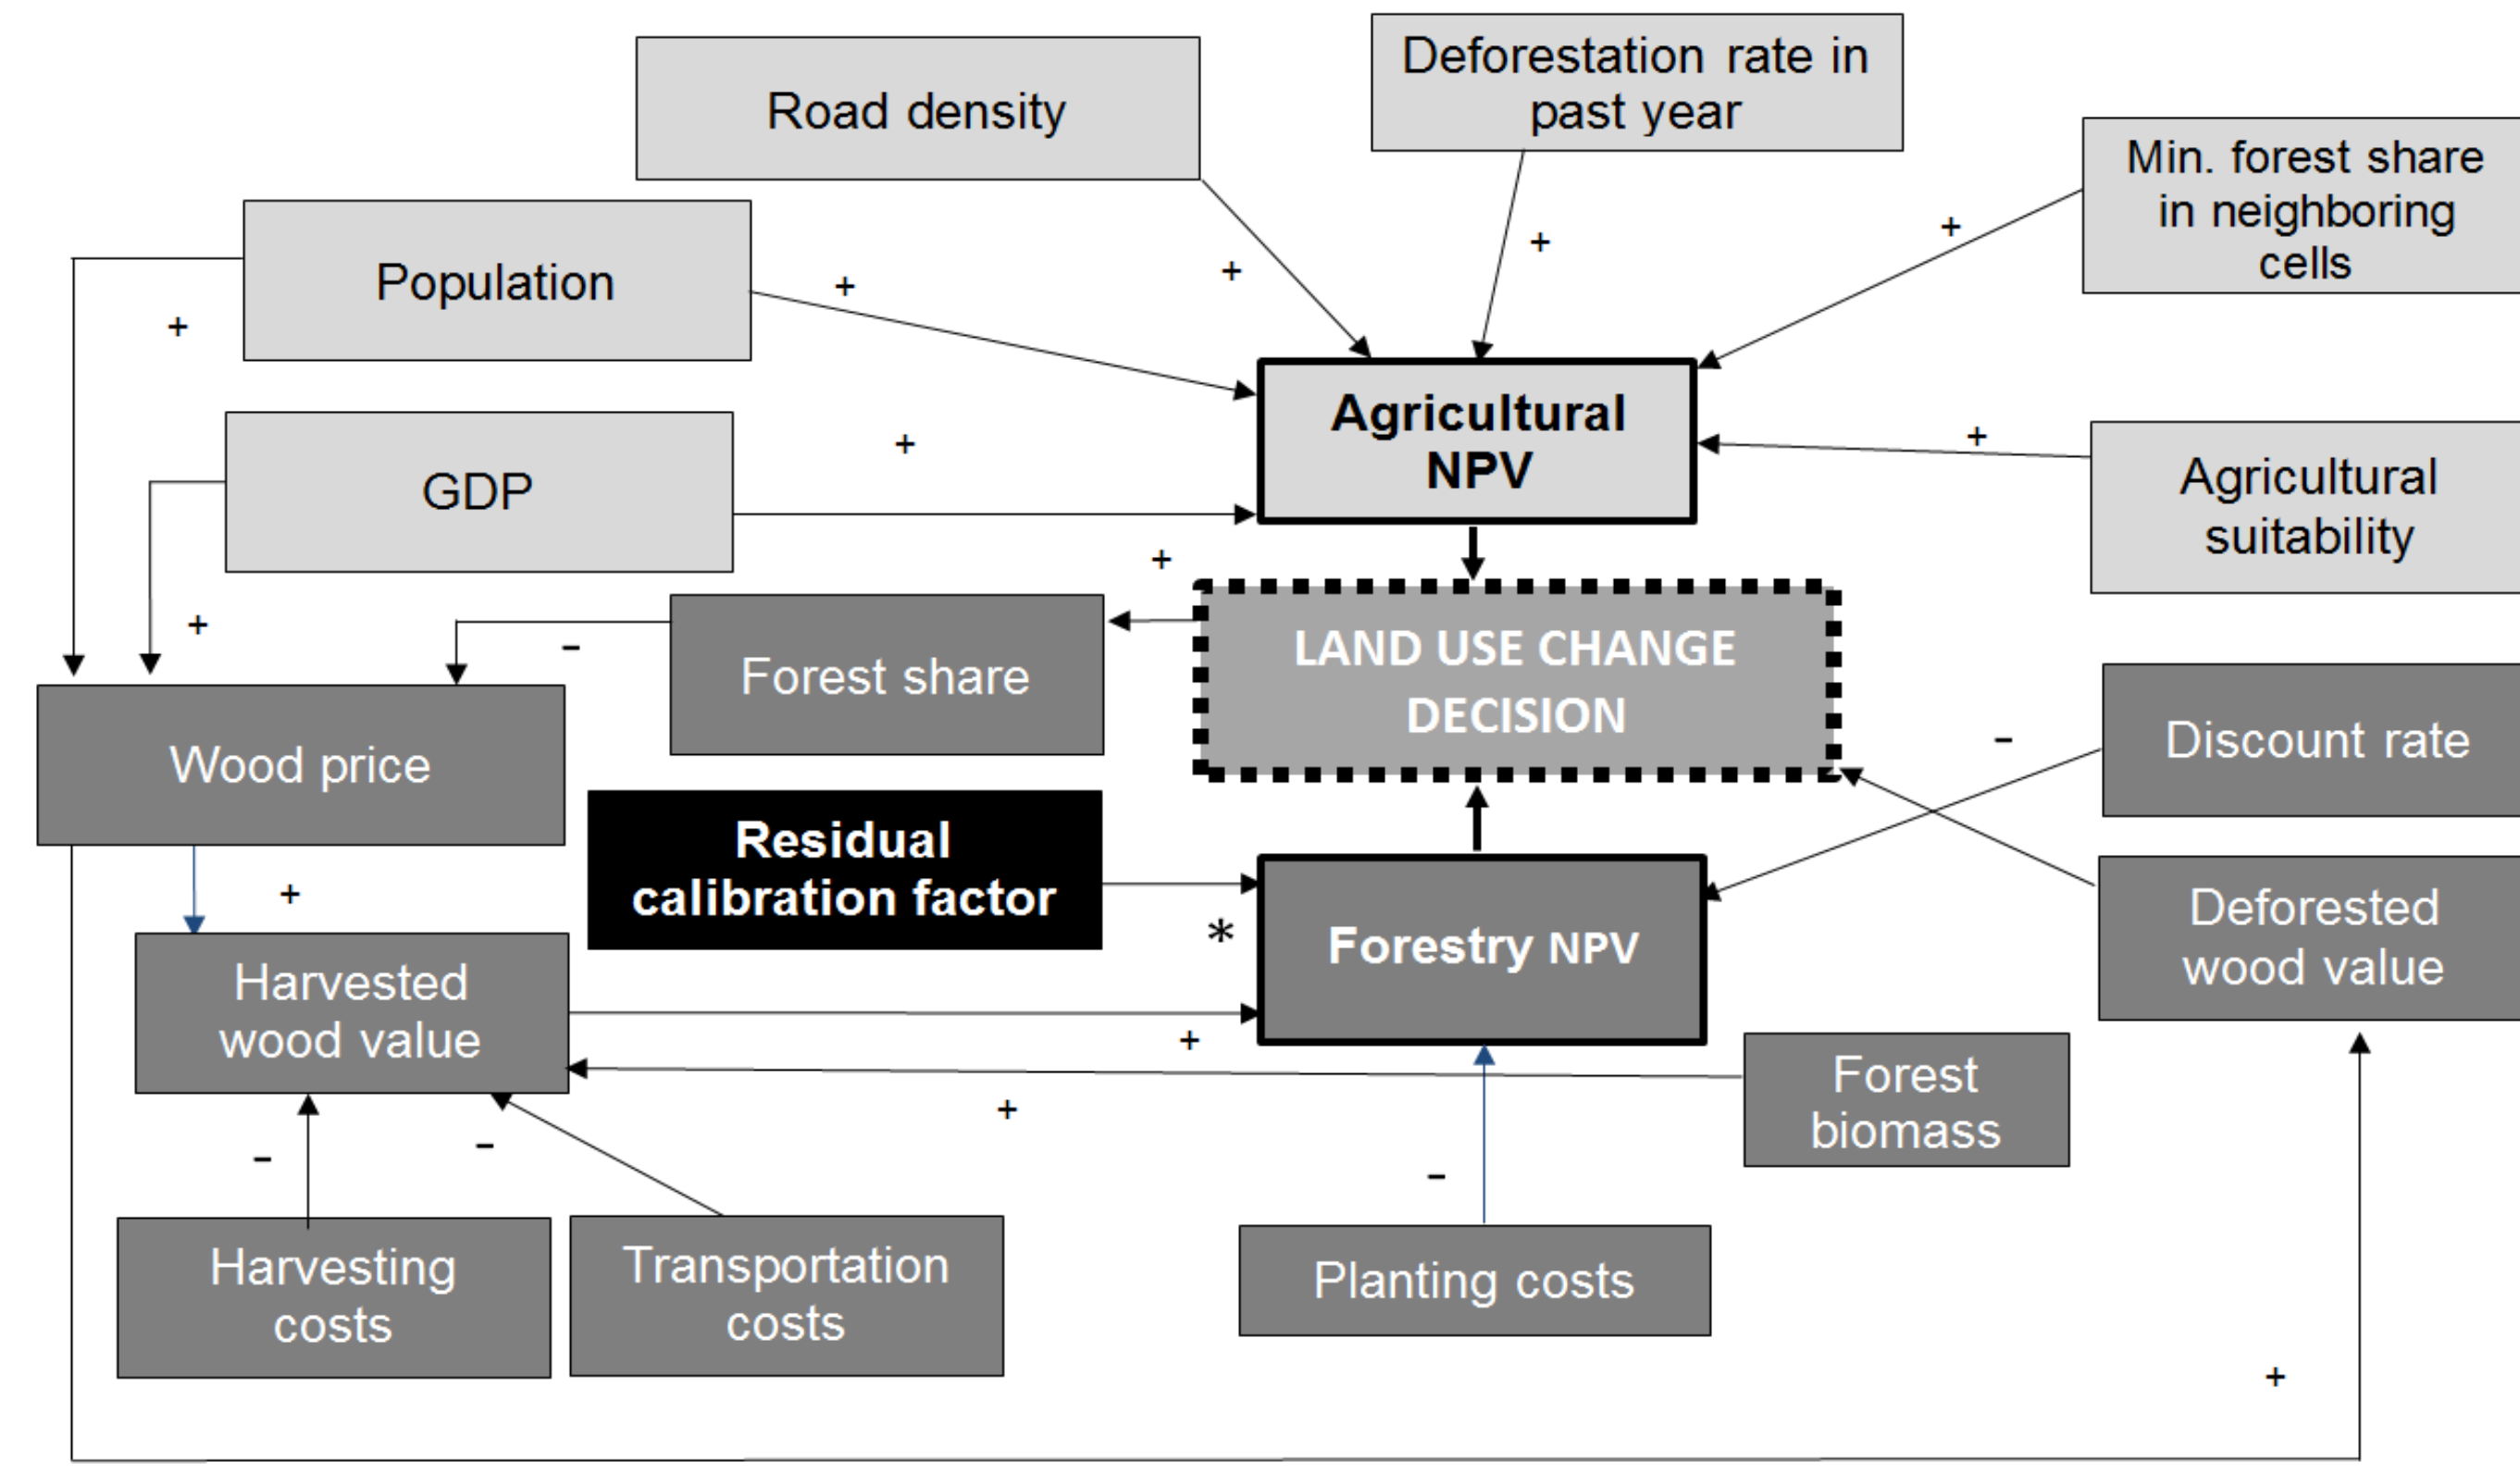 Road density
Deforestation rate in
past year
Min. forest share
in neighboring
cells
Population
+
+
+
+
+
Agricultural
NPV
GDP
+
+
Agricultural
suitability
+
+
Forest share
-
LAND USE CHANGE
DECISION
Wood price
Discount rate
-
Residual
calibration factor
+
*
Forestry NPV
Deforested
wood value
Harvested
wood value
+
+
Forest
biomass
-
-
-
Harvesting
costs
Transportation
costs
Planting costs
+